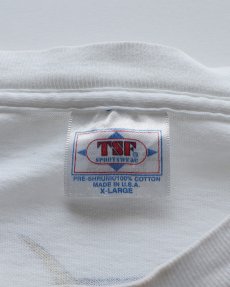 TSF®
SPORTSWEAR
PRE-SHRUNK/100% COTTON
MADE IN U.S.A.
X-LARGE